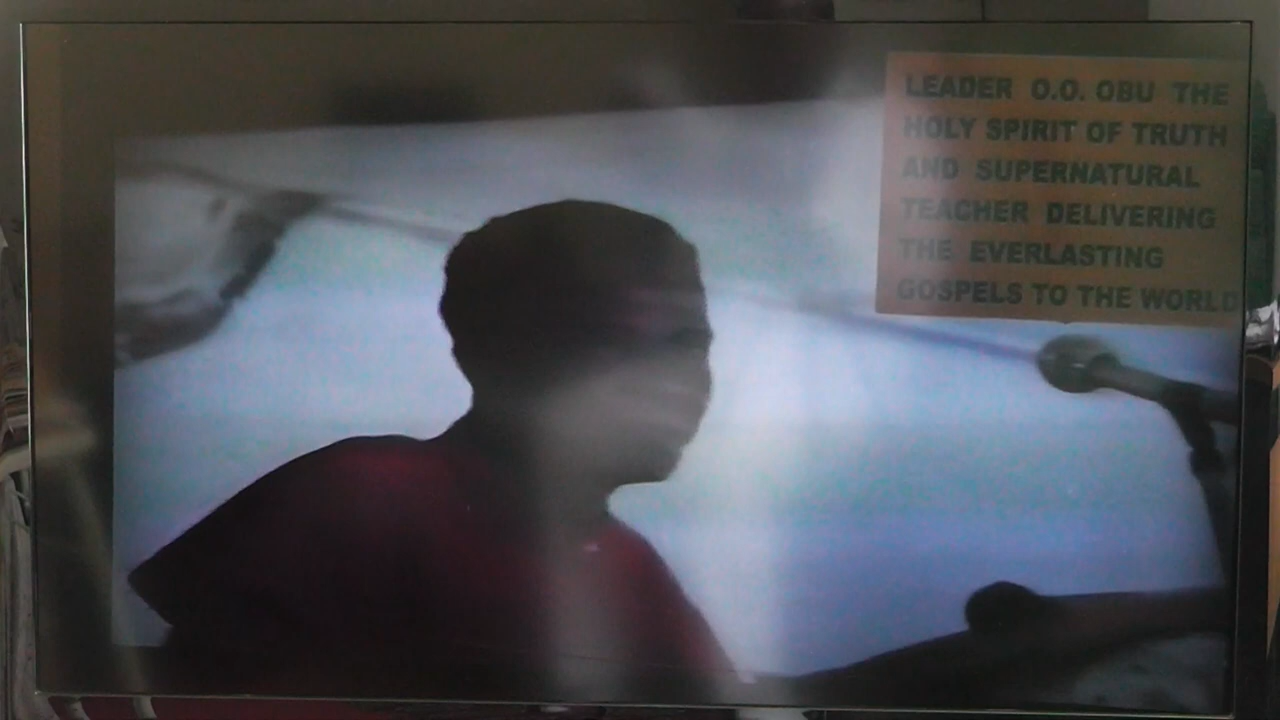 LEADER O.O. OBU THE
HOLY SPIRIT OF TRUTH
AND SUPERNATURAL
TEACHER DELIVERING
THE EVERLASTING
GOSPELS TO THE WORLD